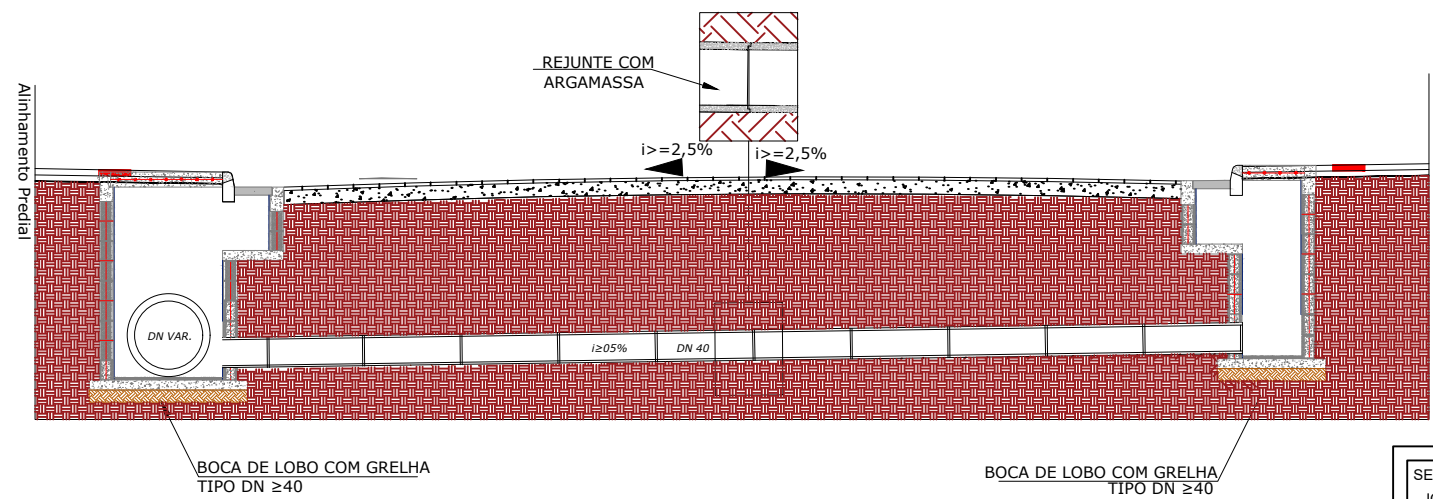 REJUNTE COM
ARGAMASSA
i>=2,5%
i>=2,5%
Alinhamento Predial
DN VAR.
i≥05%
DN 40
BOCA DE LOBO COM GRELHA
TIPO DN ≥40
BOCA DE LOBO COM GRELHA
TIPO DN ≥40
SE